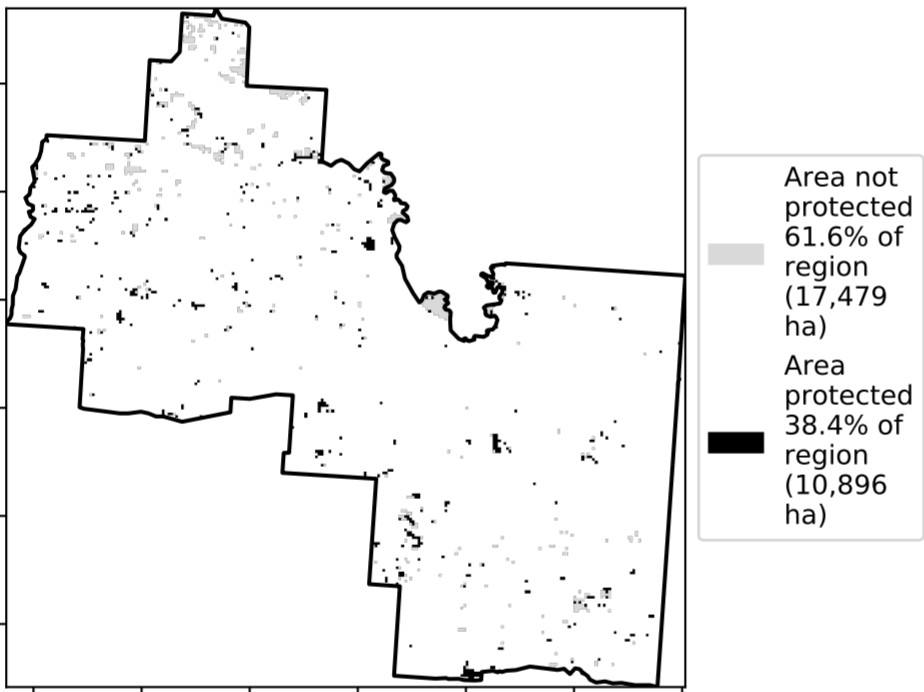 Area not
protected
61.6% of
region
(17,479
ha)
Area
protected
38.4% of
region
(10,896
ha)